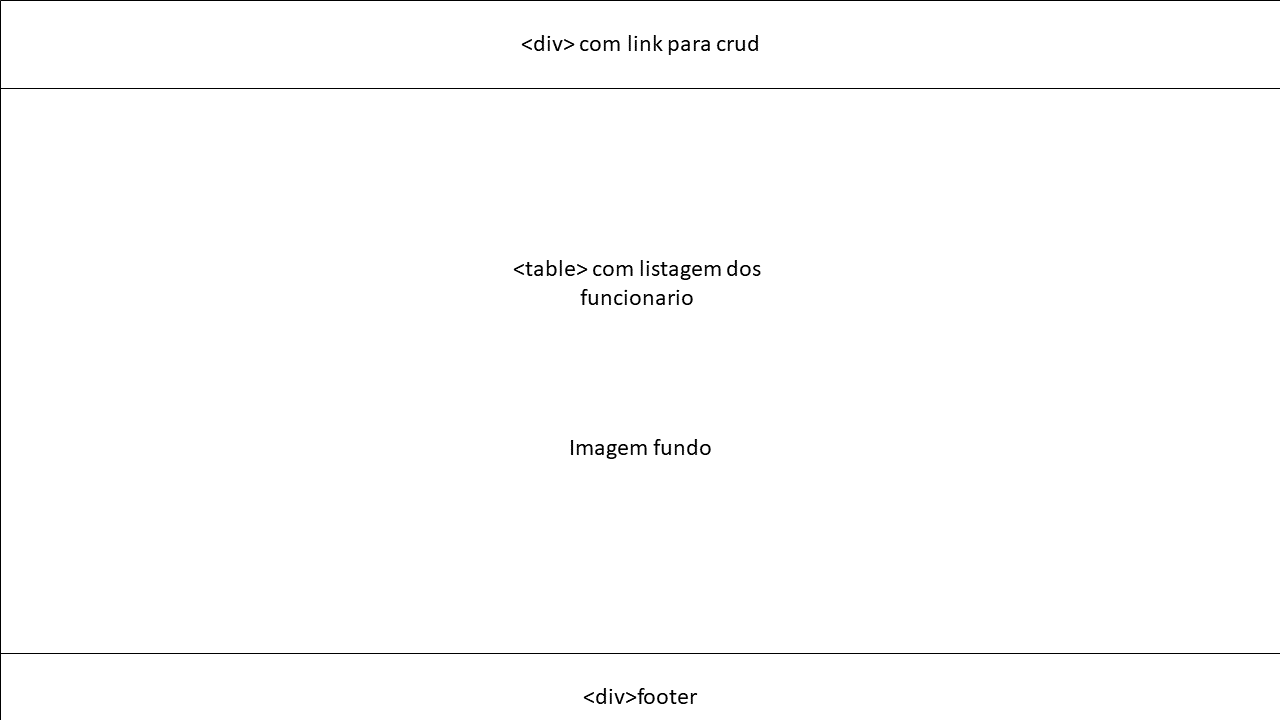 <div> com link para crud
<table> com listagem dos
funcionario
Imagem fundo
<div>footer